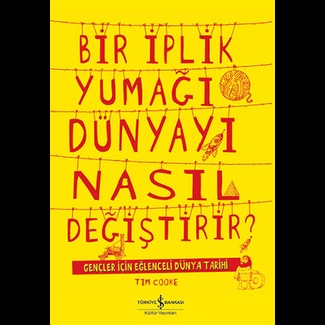 BİR İPLİK
YUMAĞI
DÜNYAYI
NASIL
DEĞİŞTİRİR?
GENÇLER İÇİN EĞLENCELİ DÜNYA TARİHİ
TIM COOKE
TÜRKİYE İŞ BANKASI
Kültür Yayınları